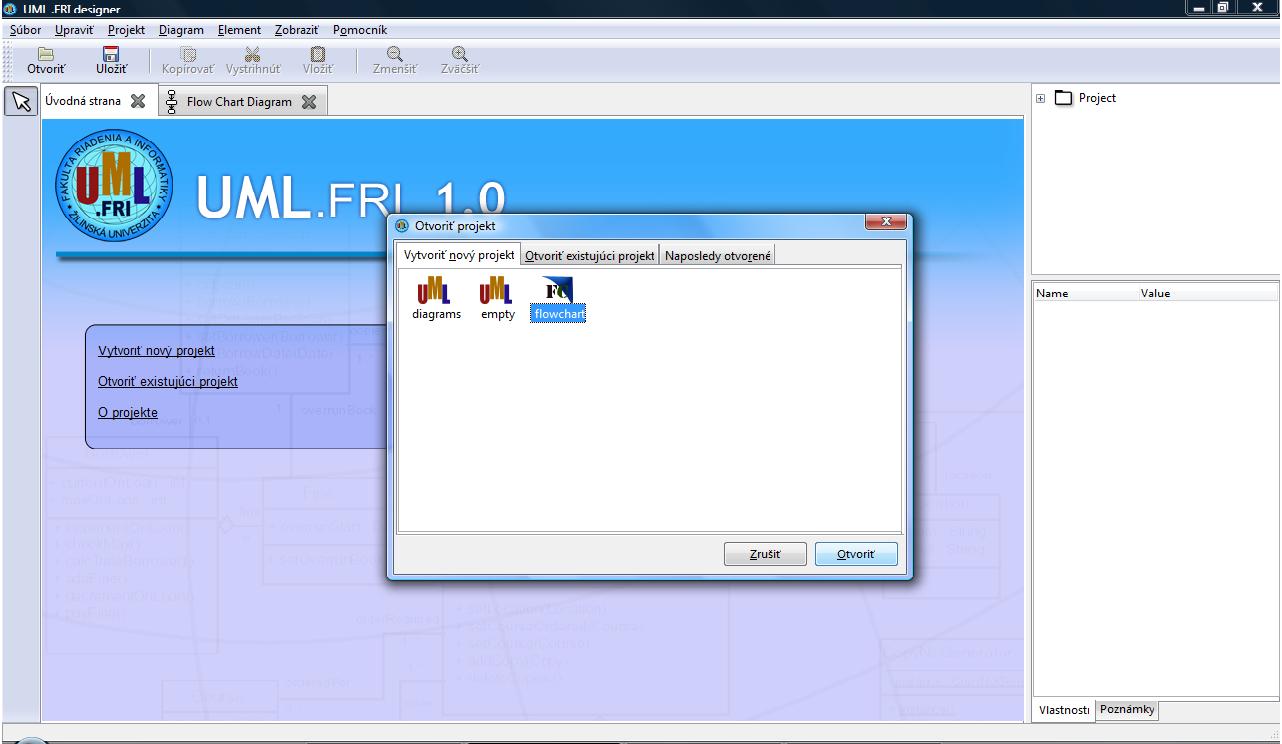 UML .FRI designer
Súbor Upraviť Projekt Diagram Element Zobraziť Pomocník
Otvoriť Uložiť Kopírovať Vystrihnúť Vložiť Zmenšiť Zväčšiť
Úvodná strana Flow Chart Diagram
FAKULTA RIADENIA A INFORMATIKY
UML
.FRI
ŽILINSKÁ UNIVERZITA
UML.FRI 1.0
Vytvoriť nový projekt
Otvoriť existujúci projekt
O projekte
Otvoriť projekt
Vytvoriť nový projekt Otvoriť existujúci projekt Naposledy otvorené
UML UML FC
diagrams empty flowchart
Zrušiť Otvoriť
Project
Name Value
Vlastnosti Poznámky